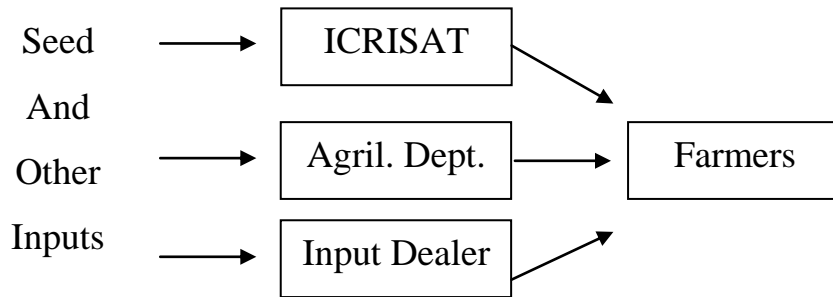 Seed
And
Other
Inputs
ICRISAT
Agril. Dept.
Input Dealer
Farmers